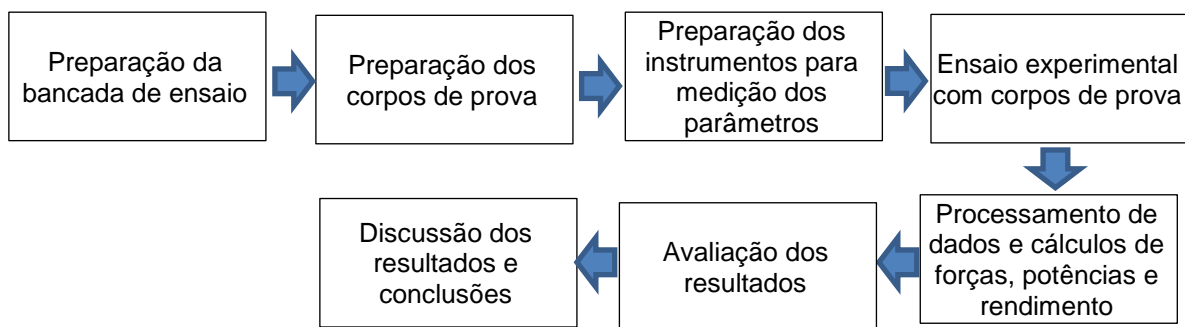 Preparação da
bancada de ensaio
Preparação dos
corpos de prova
Preparação dos
instrumentos para
medição dos
parâmetros
Ensaio experimental
com corpos de prova
Processamento de
dados e cálculos de
forças, potências e
rendimento
Avaliação dos
resultados
Discussão dos
resultados e
conclusões